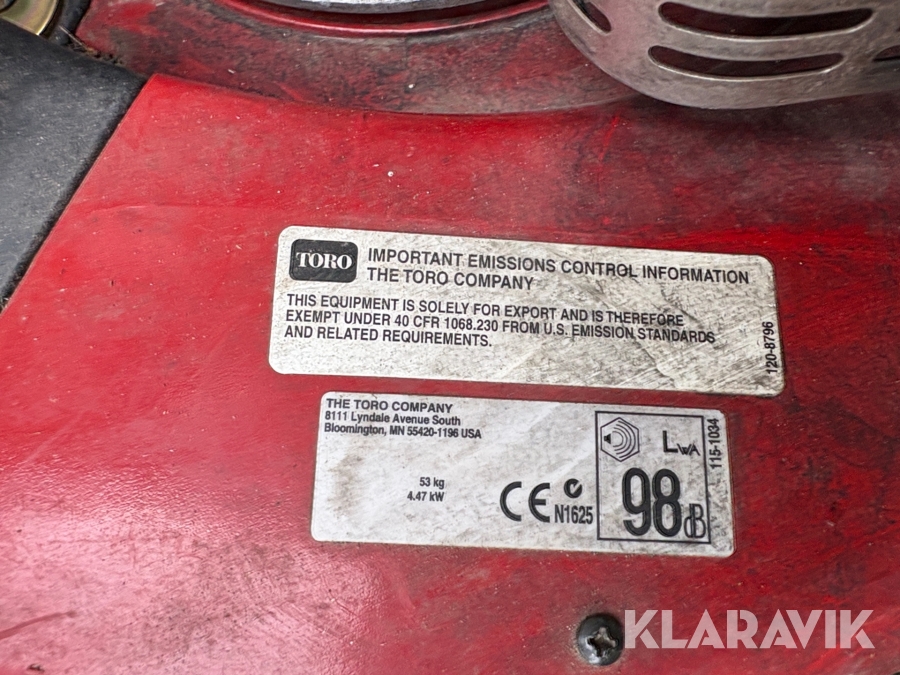 TORO
IMPORTANT EMISSIONS CONTROL INFORMATION
THE TORO COMPANY
THIS EQUIPMENT IS SOLELY FOR EXPORT AND IS THEREFORE
EXEMPT UNDER 40 CFR 1068.230 FROM U.S. EMISSION STANDARDS
AND RELATED REQUIREMENTS.
120-8796
THE TORO COMPANY
8111 Lyndale Avenue South
Bloomington, MN 55420-1196 USA
53 kg
4.47 kW
CE
N1625
LWA
98dB
115-1034
KLARAVIK